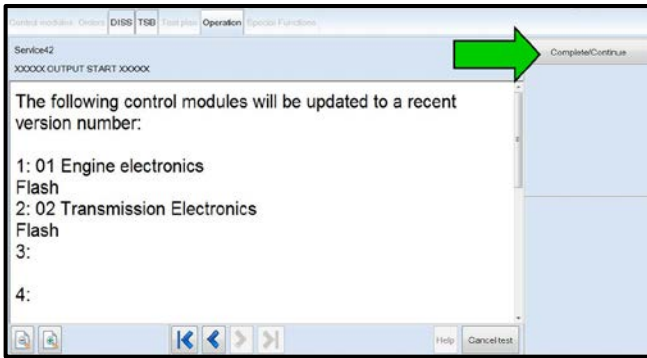 Control modules Orders DISS TSB Test plan Operation Special Functions
Service42
XXXXX OUTPUT START XXXXX
Complete/Continue
The following control modules will be updated to a recent
version number:
1: 01 Engine electronics
Flash
2: 02 Transmission Electronics
Flash
3:
4:
Help Cancel test